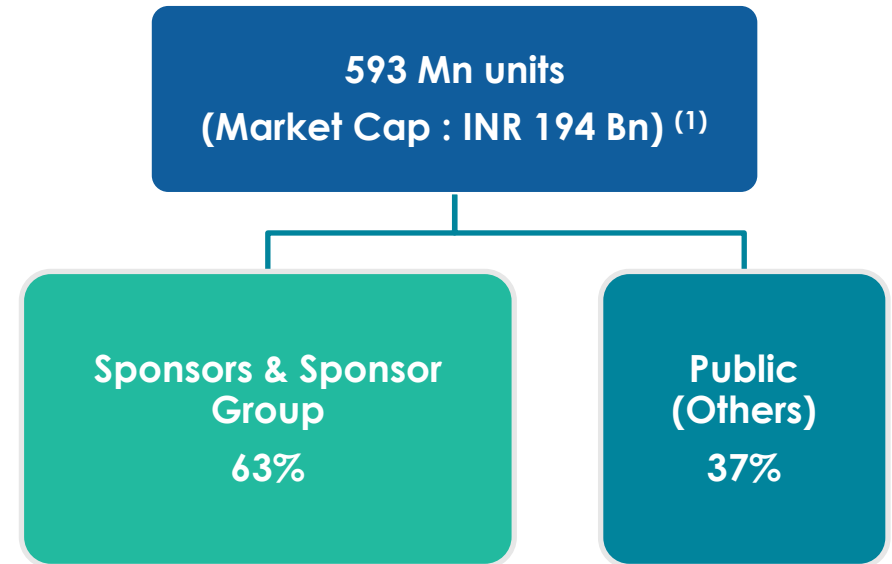 593 Mn units
(Market Cap : INR 194 Bn) (1)
Sponsors & Sponsor
Group
63%
Public
(Others)
37%